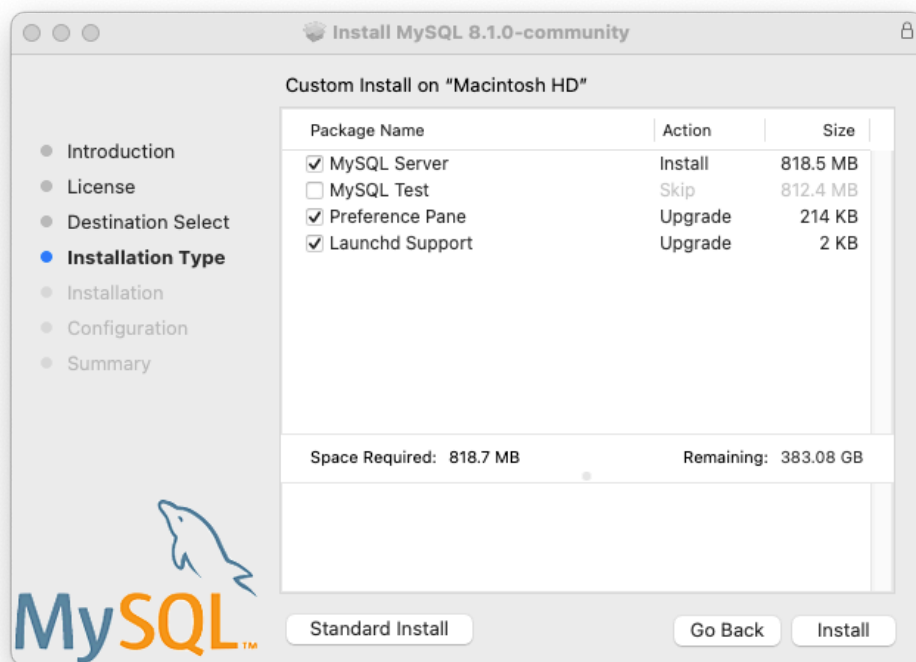 Install MySQL 8.1.0-community
Custom Install on “Macintosh HD”
Introduction
License
Destination Select
Installation Type
Installation
Configuration
Summary
Package Name Action Size
MySQL Server Install 818.5 MB
MySQL Test Skip 812.4 MB
Preference Pane Upgrade 214 KB
Launchd Support Upgrade 2 KB
Space Required: 818.7 MB Remaining: 383.08 GB
MySQL™
Standard Install Go Back Install